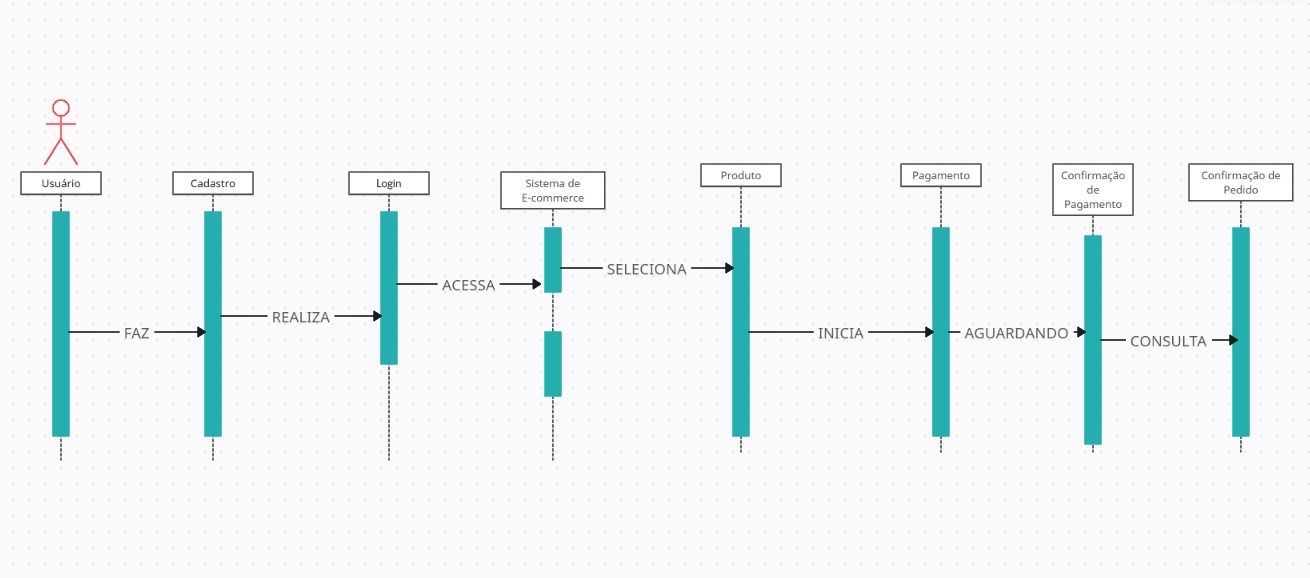 Usuário
Cadastro
Login
Sistema de
E-commerce
Produto
Pagamento
Confirmação
de
Pagamento
Confirmação de
Pedido
FAZ
REALIZA
ACESSA
SELECIONA
INICIA
AGUARDANDO
CONSULTA